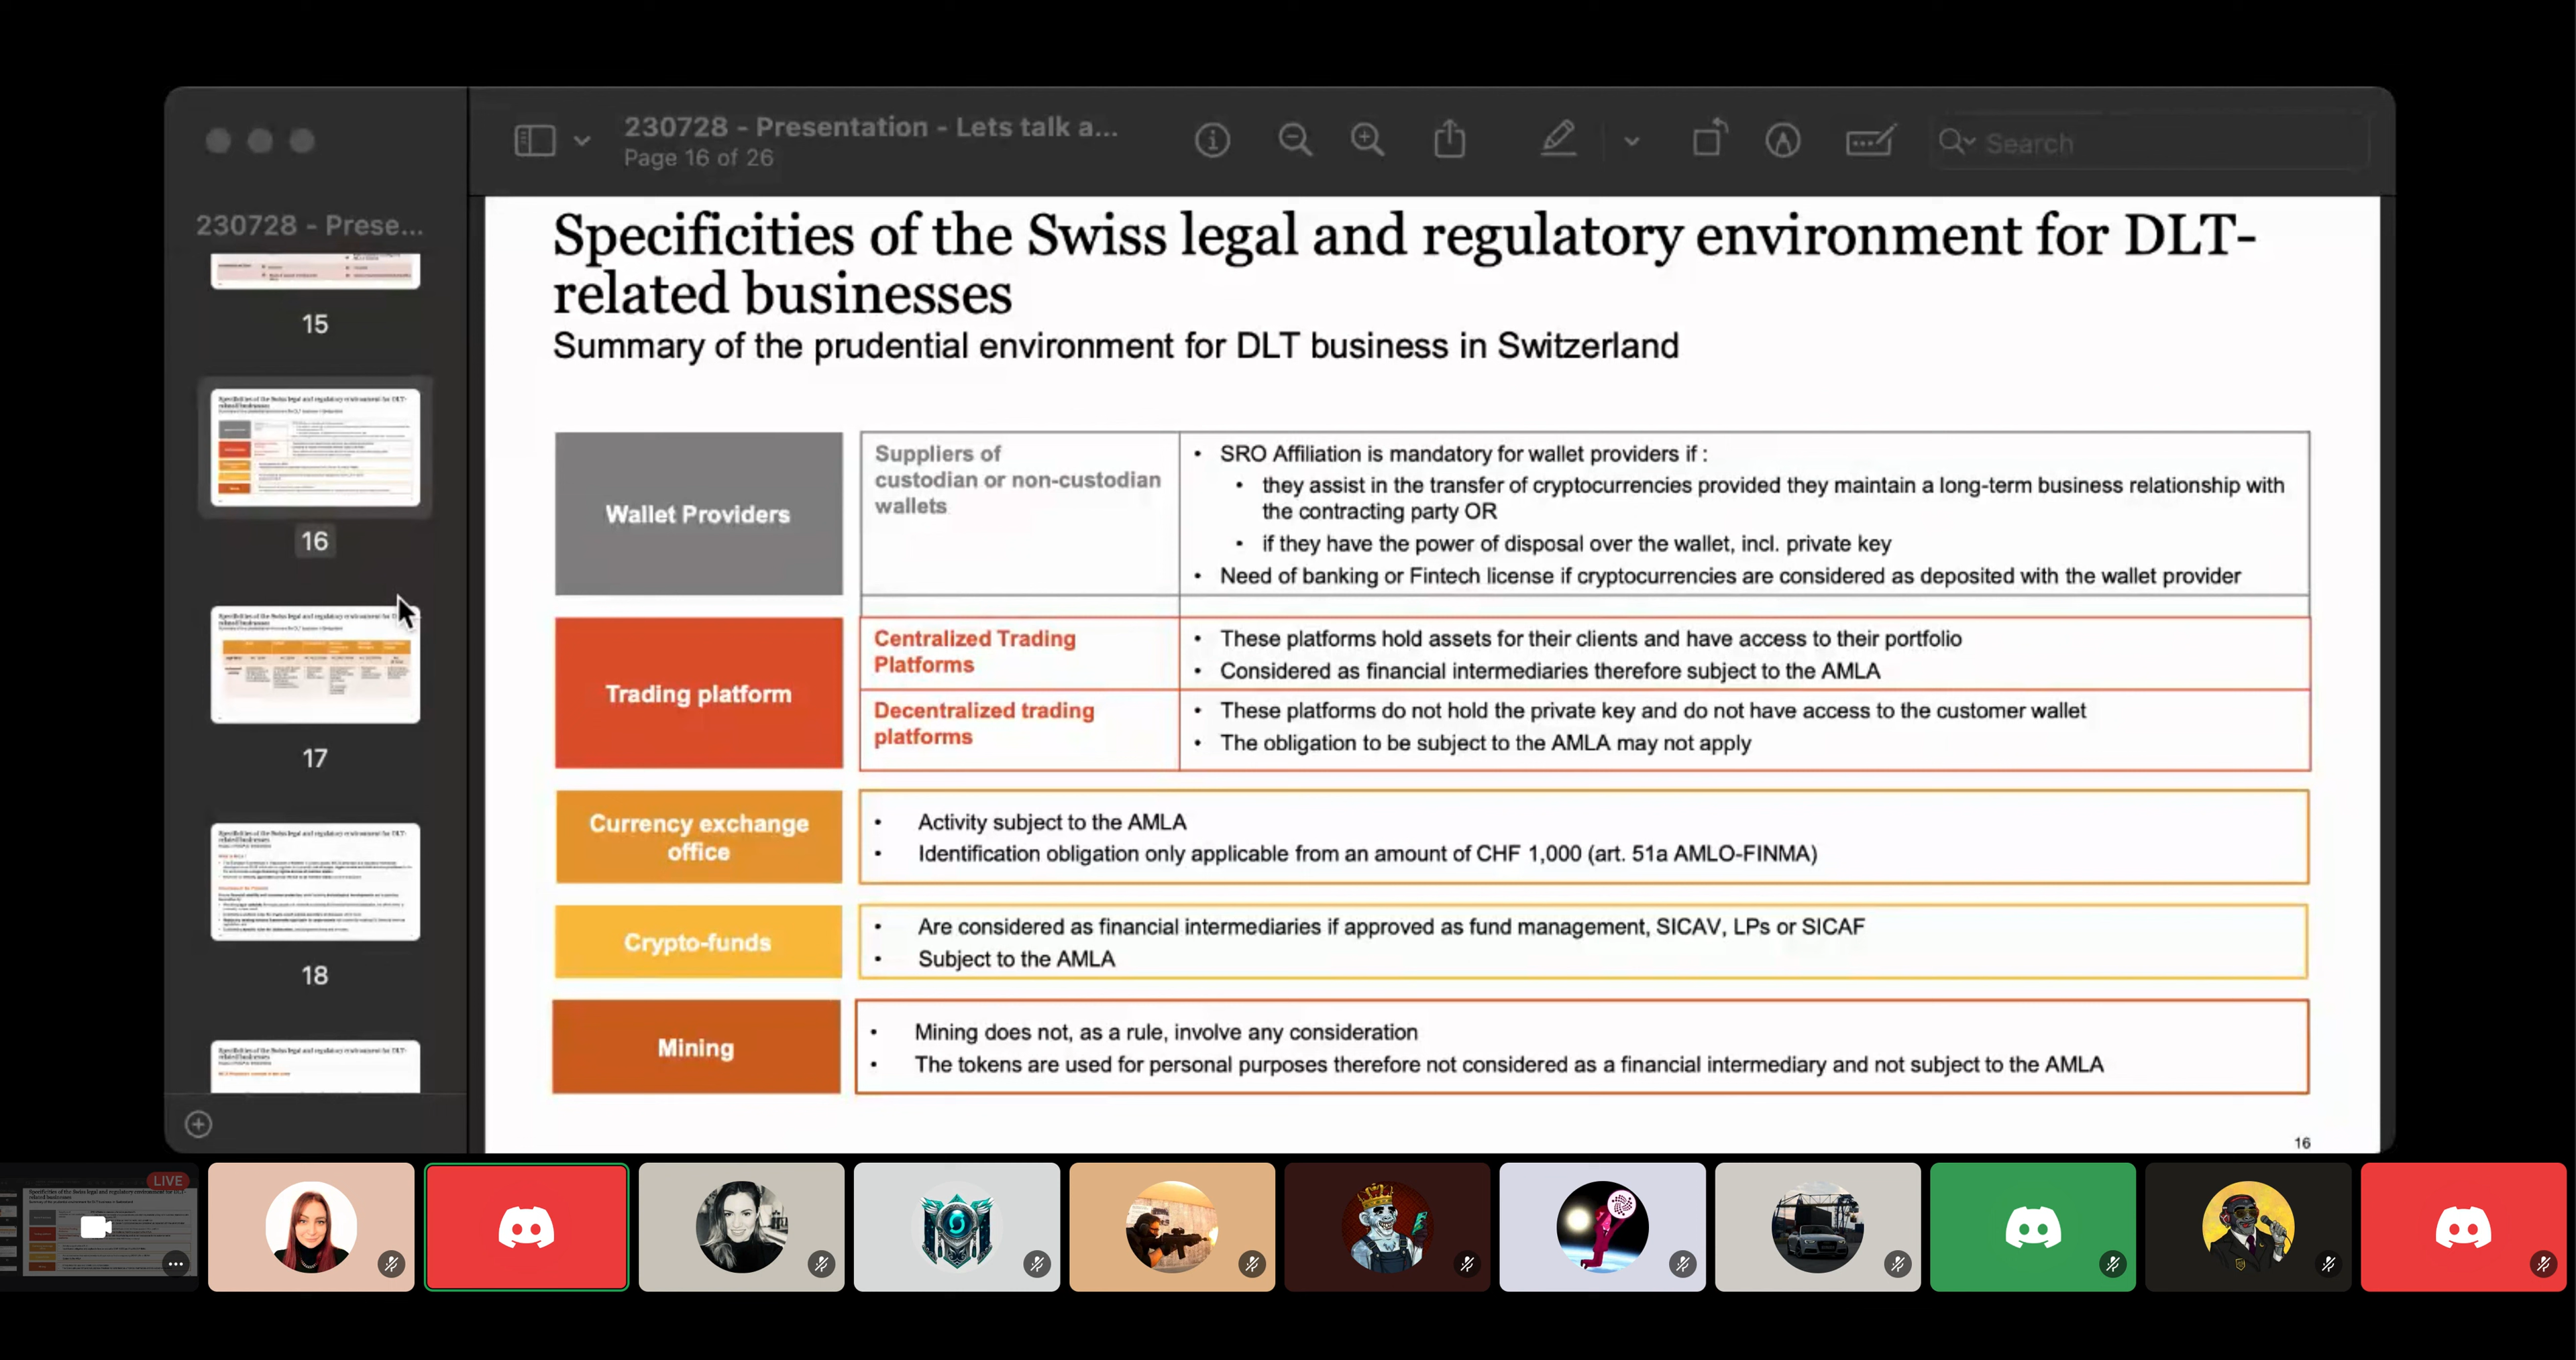 230728 - Presentation - Lets talk a...
Page 16 of 26
Search
230728 - Prese...
15
16
17
18
Specificities of the Swiss legal and regulatory environment for DLT-
related businesses
Summary of the prudential environment for DLT business in Switzerland
Wallet Providers
Suppliers of
custodian or non-custodian
wallets
• SRO Affiliation is mandatory for wallet providers if :
• they assist in the transfer of cryptocurrencies provided they maintain a long-term business relationship with
the contracting party OR
• if they have the power of disposal over the wallet, incl. private key
• Need of banking or Fintech license if cryptocurrencies are considered as deposited with the wallet provider
Trading platform
Centralized Trading
Platforms
• These platforms hold assets for their clients and have access to their portfolio
• Considered as financial intermediaries therefore subject to the AMLA
Decentralized trading
platforms
• These platforms do not hold the private key and do not have access to the customer wallet
• The obligation to be subject to the AMLA may not apply
Currency exchange
office
• Activity subject to the AMLA
• Identification obligation only applicable from an amount of CHF 1,000 (art. 51a AMLO-FINMA)
Crypto-funds
• Are considered as financial intermediaries if approved as fund management, SICAV, LPs or SICAF
• Subject to the AMLA
Mining
• Mining does not, as a rule, involve any consideration
• The tokens are used for personal purposes therefore not considered as a financial intermediary and not subject to the AMLA
16
LIVE